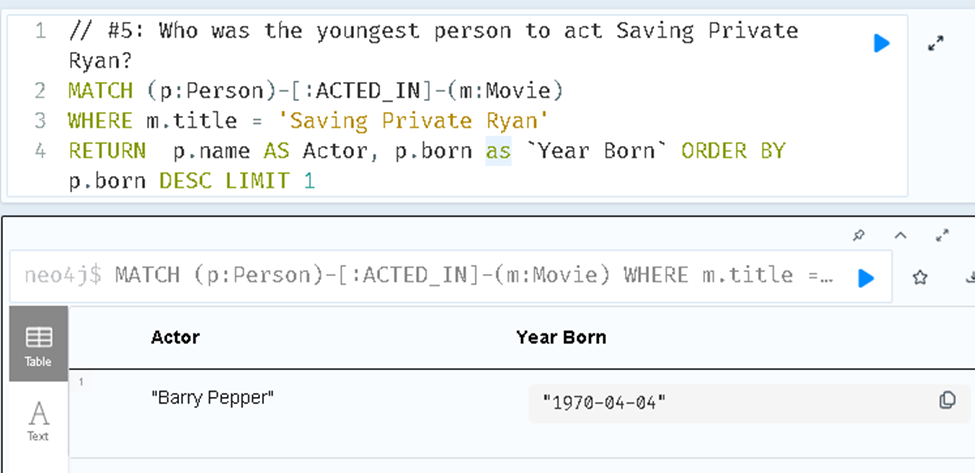 1 // #5: Who was the youngest person to act Saving Private
Ryan?
2 MATCH (p:Person)-[:ACTED_IN]-(m:Movie)
3 WHERE m.title = 'Saving Private Ryan'
4 RETURN  p.name AS Actor, p.born as `Year Born` ORDER BY
p.born DESC LIMIT 1
neo4j$ MATCH (p:Person)-[:ACTED_IN]-(m:Movie) WHERE m.title =…
Table
Actor Year Born
1 "Barry Pepper" "1970-04-04"
A
Text